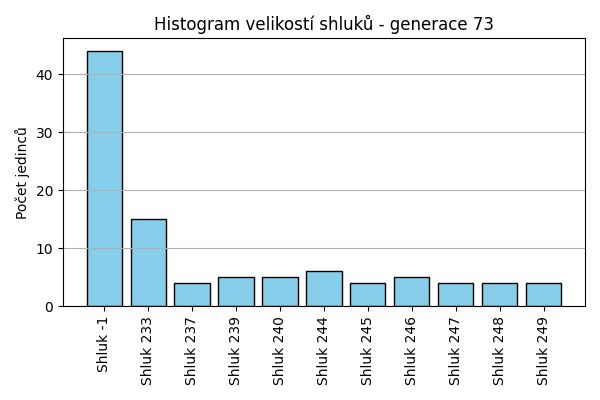 Histogram velikostí shluků - generace 73
Počet jedinců
40
30
20
10
0
Shluk -1
Shluk 233
Shluk 237
Shluk 239
Shluk 240
Shluk 244
Shluk 245
Shluk 246
Shluk 247
Shluk 248
Shluk 249